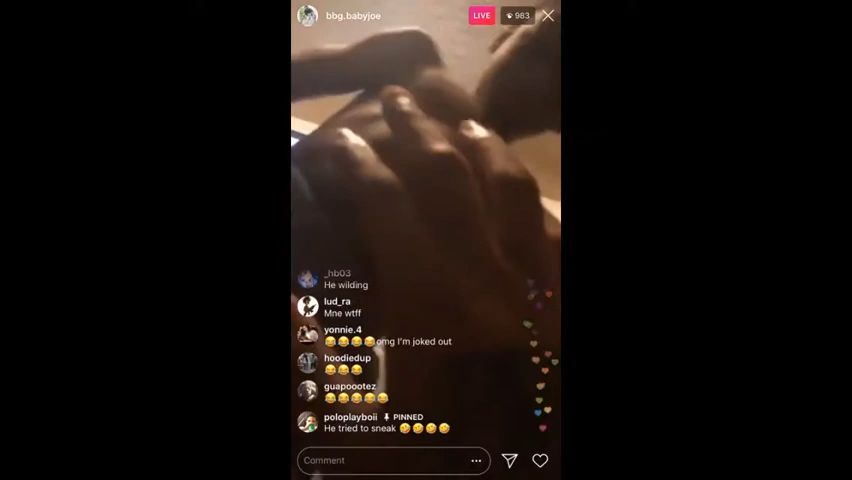 bbg.babyjoe
LIVE
983
_hb03
He wilding
lud_ra
Mne wtff
yonnie.4
😂😂😂😂omg I'm joked out
hoodiedup
😂😂😂
guapoootez
😂😂😂😂😂
poloplayboii PINNED
He tried to sneak 🤣🤣🤣🤣
Comment